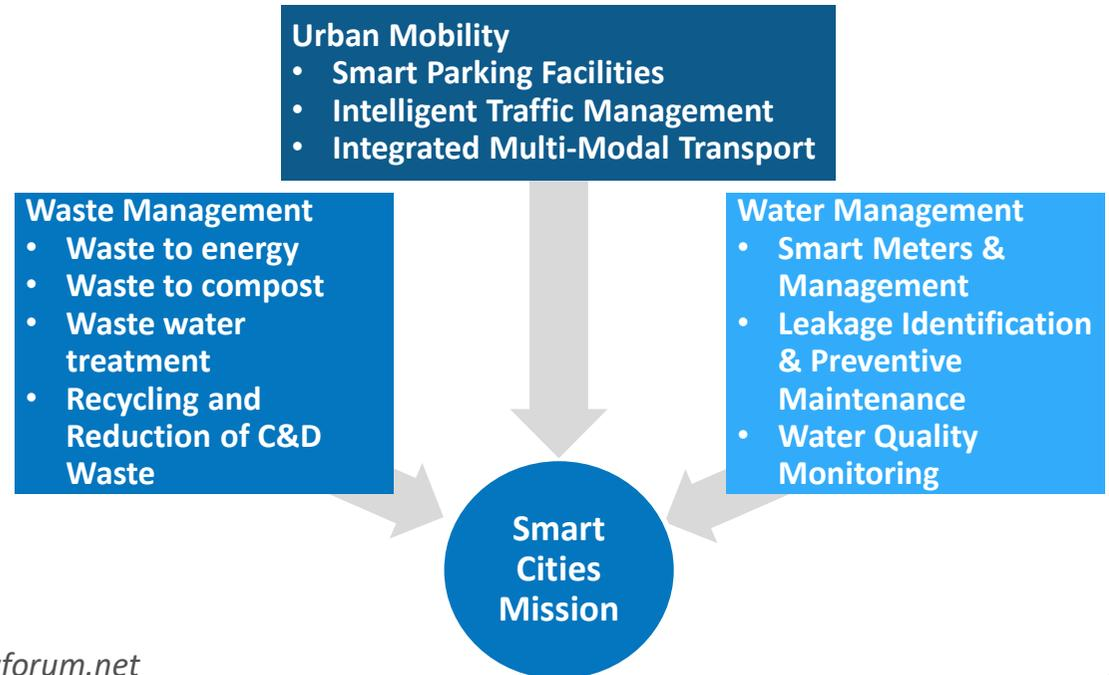 Urban Mobility
• Smart Parking Facilities
• Intelligent Traffic Management
• Integrated Multi-Modal Transport
Waste Management
• Waste to energy
• Waste to compost
• Waste water
treatment
• Recycling and
Reduction of C&D
Waste
Water Management
• Smart Meters &
Management
• Leakage Identification
& Preventive
Maintenance
• Water Quality
Monitoring
Smart
Cities
Mission
forum.net